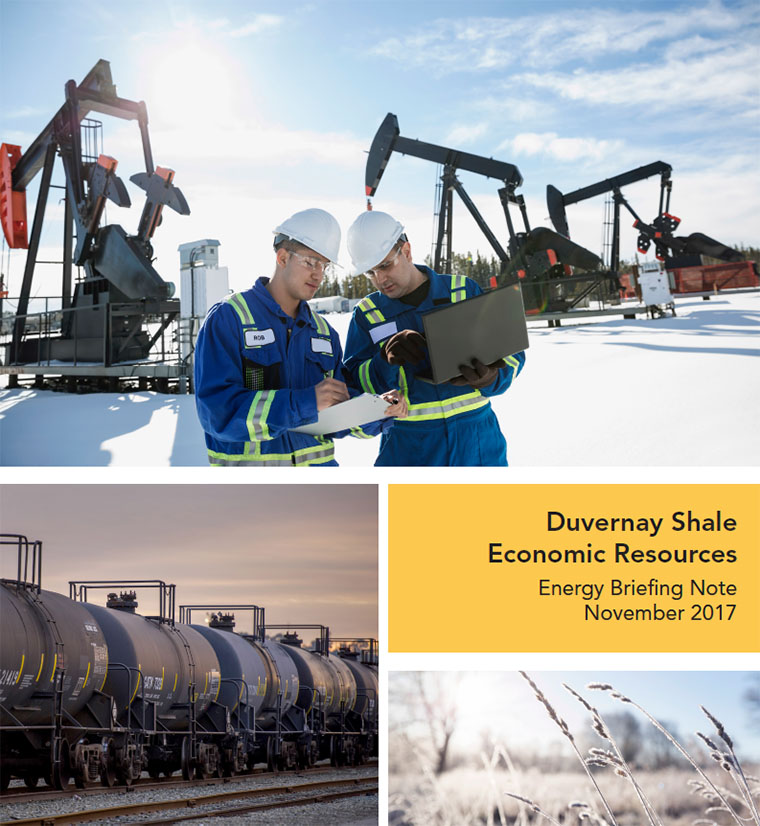 ROB
Duvernay Shale
Economic Resources
Energy Briefing Note
November 2017